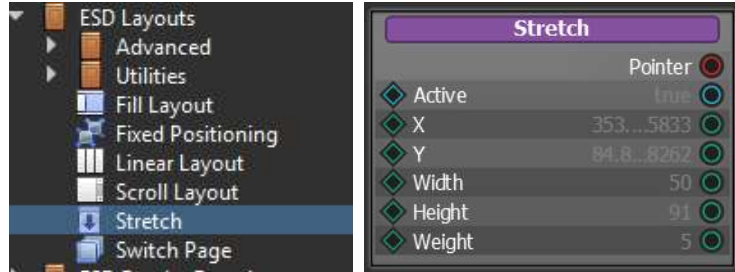 ESD Layouts
Advanced
Utilities
Fill Layout
Fixed Positioning
Linear Layout
Scroll Layout
Stretch
Switch Page
Stretch
Pointer
Active true
X 353....5833
Y 84.8...8262
Width 50
Height 91
Weight 5